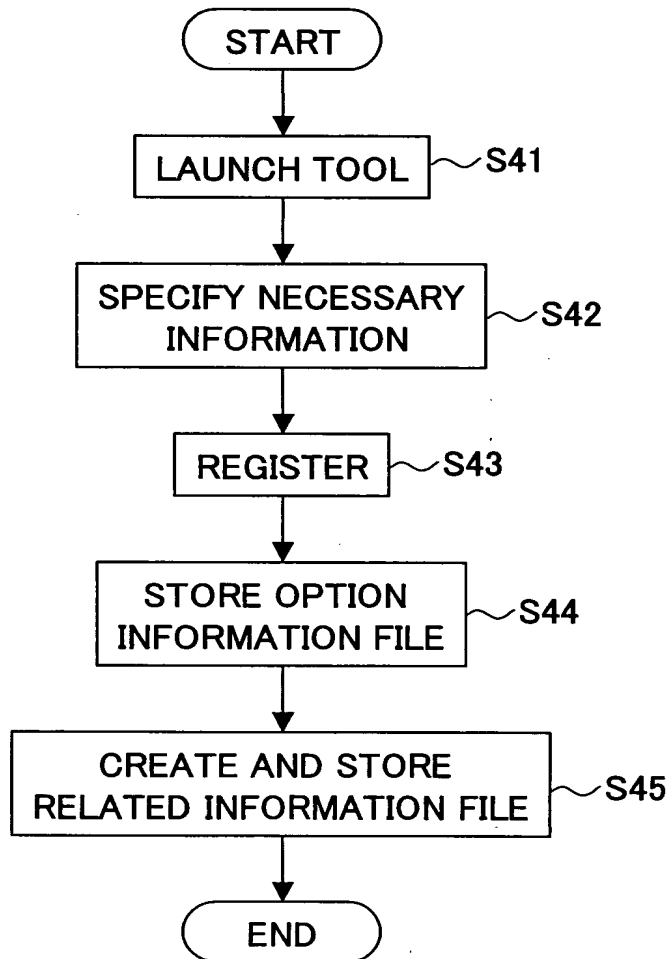 START
LAUNCH TOOL
S41
SPECIFY NECESSARY
INFORMATION
S42
REGISTER
S43
STORE OPTION
INFORMATION FILE
S44
CREATE AND STORE
RELATED INFORMATION FILE
S45
END